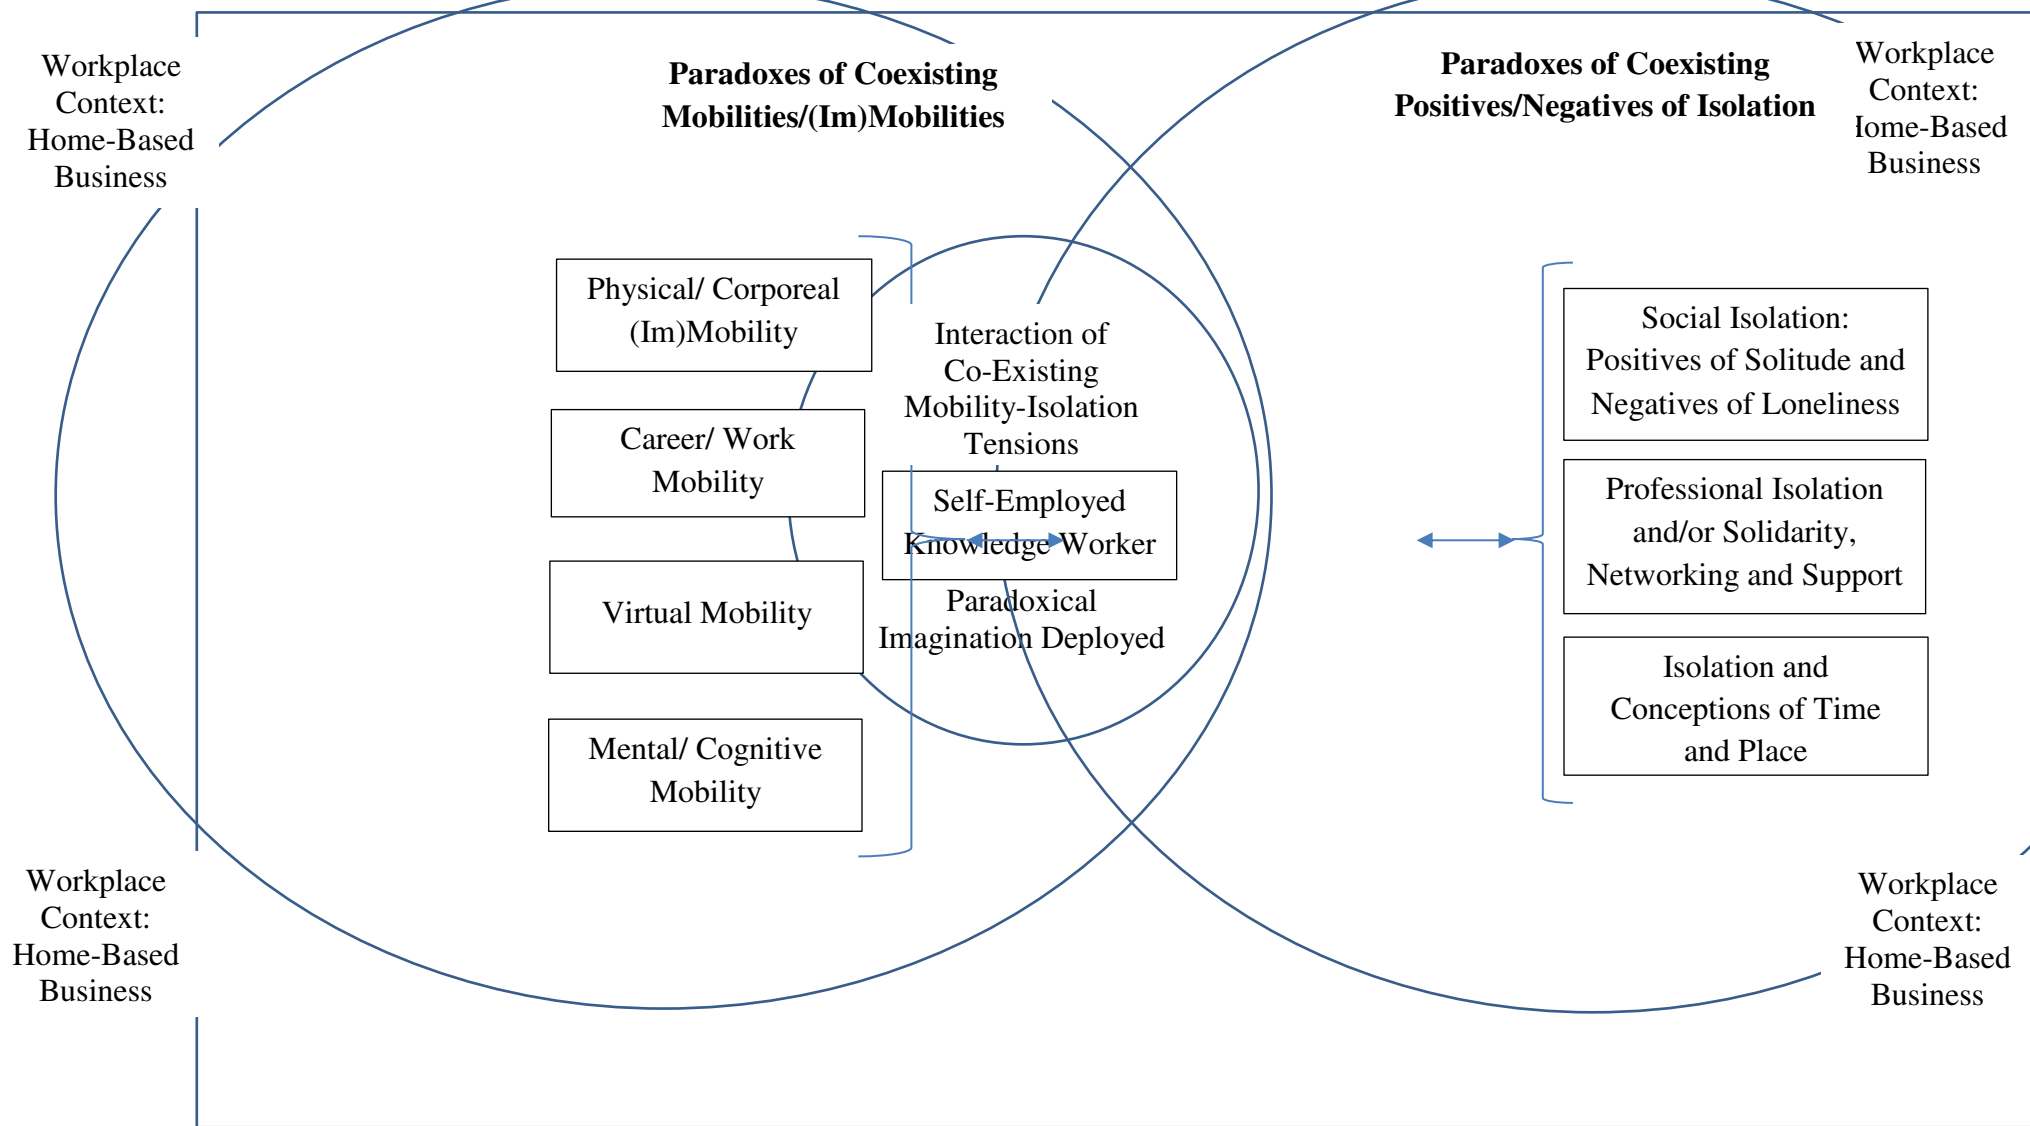 Workplace
Context:
Home-Based
Business
Paradoxes of Coexisting
Mobilities/(Im)Mobilities
Paradoxes of Coexisting
Positives/Negatives of Isolation
Workplace
Context:
Home-Based
Business
Physical/ Corporeal
(Im)Mobility
Career/ Work
Mobility
Virtual Mobility
Mental/ Cognitive
Mobility
Interaction of
Co-Existing
Mobility-Isolation
Tensions
Self-Employed
Knowledge Worker
Paradoxical
Imagination Deployed
Social Isolation:
Positives of Solitude and
Negatives of Loneliness
Professional Isolation
and/or Solidarity,
Networking and Support
Isolation and
Conceptions of Time
and Place
Workplace
Context:
Home-Based
Business
Workplace
Context:
Home-Based
Business